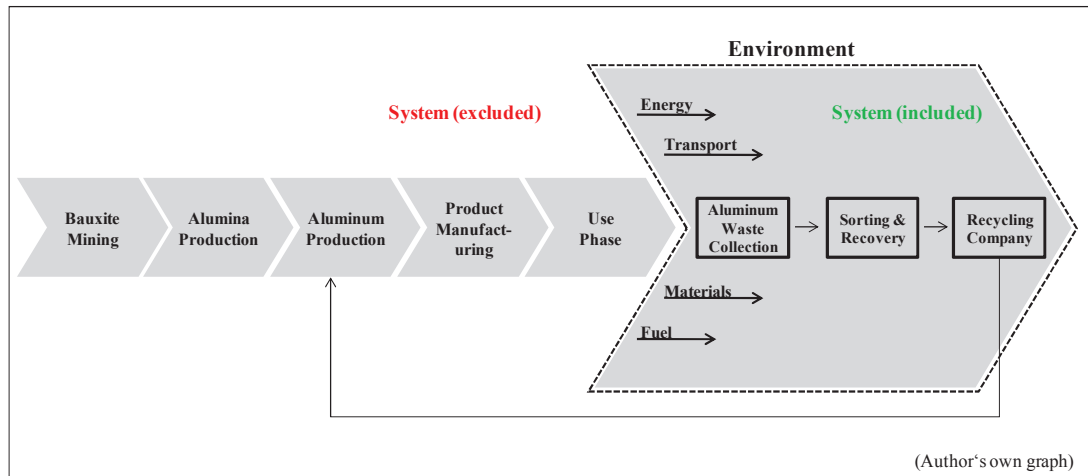 Environment
System (excluded)
System (included)
Energy
Transport
Bauxite
Mining
Alumina
Production
Aluminum
Production
Product
Manufact-
uring
Use
Phase
Aluminum
Waste
Collection
Sorting &
Recovery
Recycling
Company
Materials
Fuel
(Author‘s own graph)